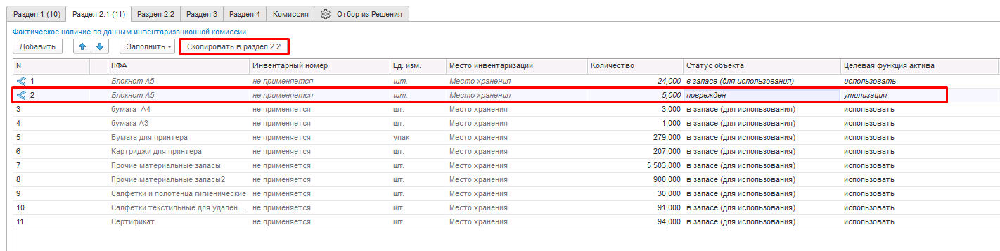 Раздел 1 (10) Раздел 2.1 (11) Раздел 2.2 Раздел 3 Раздел 4 Комиссия Отбор из Решения
Фактическое наличие по данным инвентаризационной комиссии
Добавить Заполнить Скопировать в раздел 2.2
N НФА Инвентарный номер Ед. изм. Место инвентаризации Количество Статус объекта Целевая функция актива
1 Блокнот А5 не применяется шт. Место хранения 24,000 в запасе (для использования) использовать
2 Блокнот А5 не применяется шт. Место хранения 5,000 поврежден утилизация
3 бумага А4 не применяется шт. Место хранения 3,000 в запасе (для использования) использовать
4 бумага А3 не применяется шт. Место хранения 1,000 в запасе (для использования) использовать
5 Бумага для принтера не применяется упак Место хранения 279,000 в запасе (для использования) использовать
6 Картриджи для принтера не применяется шт. Место хранения 207,000 в запасе (для использования) использовать
7 Прочие материальные запасы не применяется шт. Место хранения 5 503,000 в запасе (для использования) использовать
8 Прочие материальные запасы2 не применяется шт. Место хранения 900,000 в запасе (для использования) использовать
9 Салфетки и полотенца гигиенические не применяется шт. Место хранения 30,000 в запасе (для использования) использовать
10 Салфетки текстильные для удален... не применяется шт. Место хранения 91,000 в запасе (для использования) использовать
11 Сертификат не применяется шт. Место хранения 94,000 в запасе (для использования) использовать